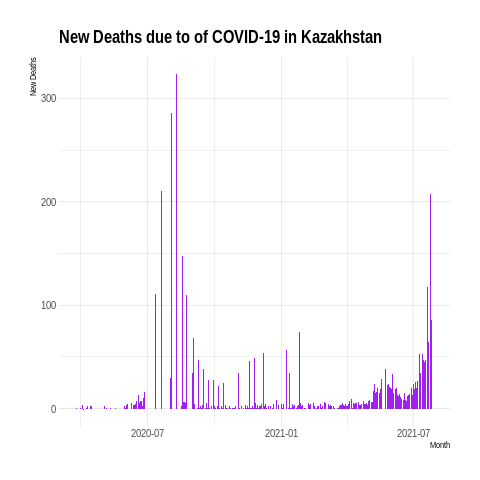 New Deaths due to of COVID-19 in Kazakhstan
New Deaths
300
200
100
0
2020-07
2021-01
2021-07
Month